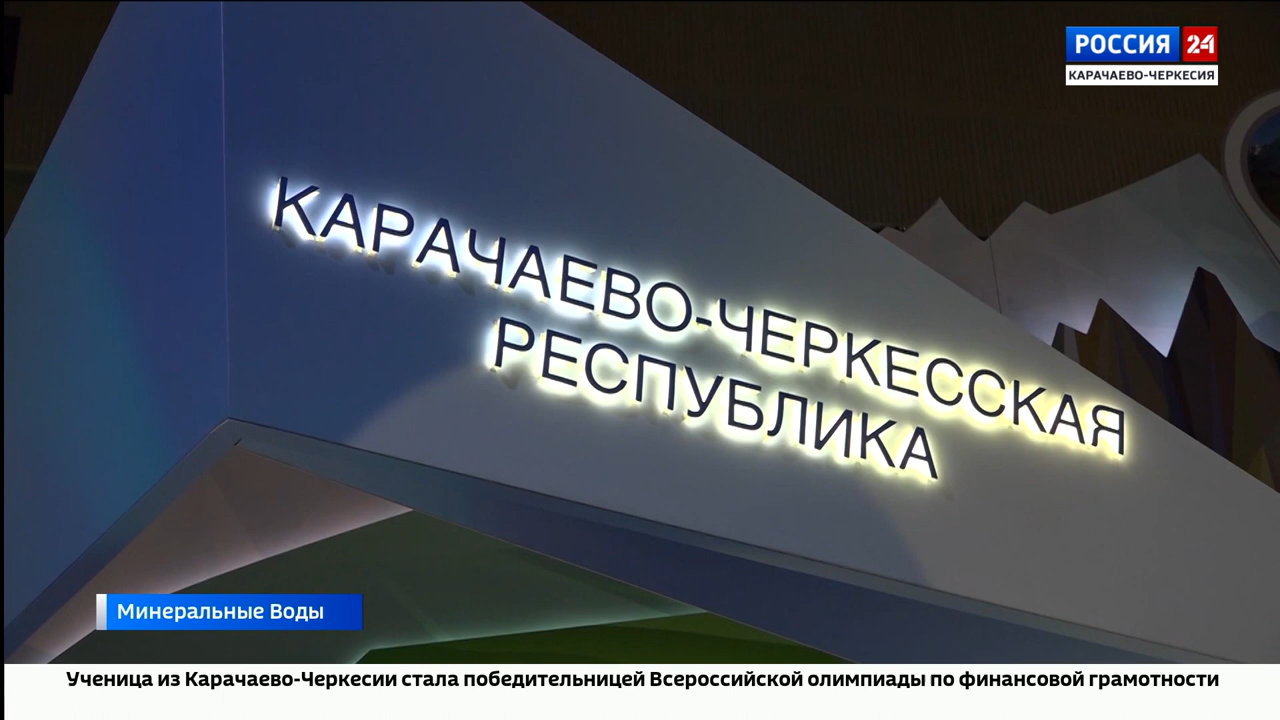 РОССИЯ 24
КАРАЧАЕВО-ЧЕРКЕСИЯ
КАРАЧАЕВО-ЧЕРКЕССКАЯ
РЕСПУБЛИКА
Минеральные Воды
Ученица из Карачаево-Черкесии стала победительницей Всероссийской олимпиады по финансовой грамотности